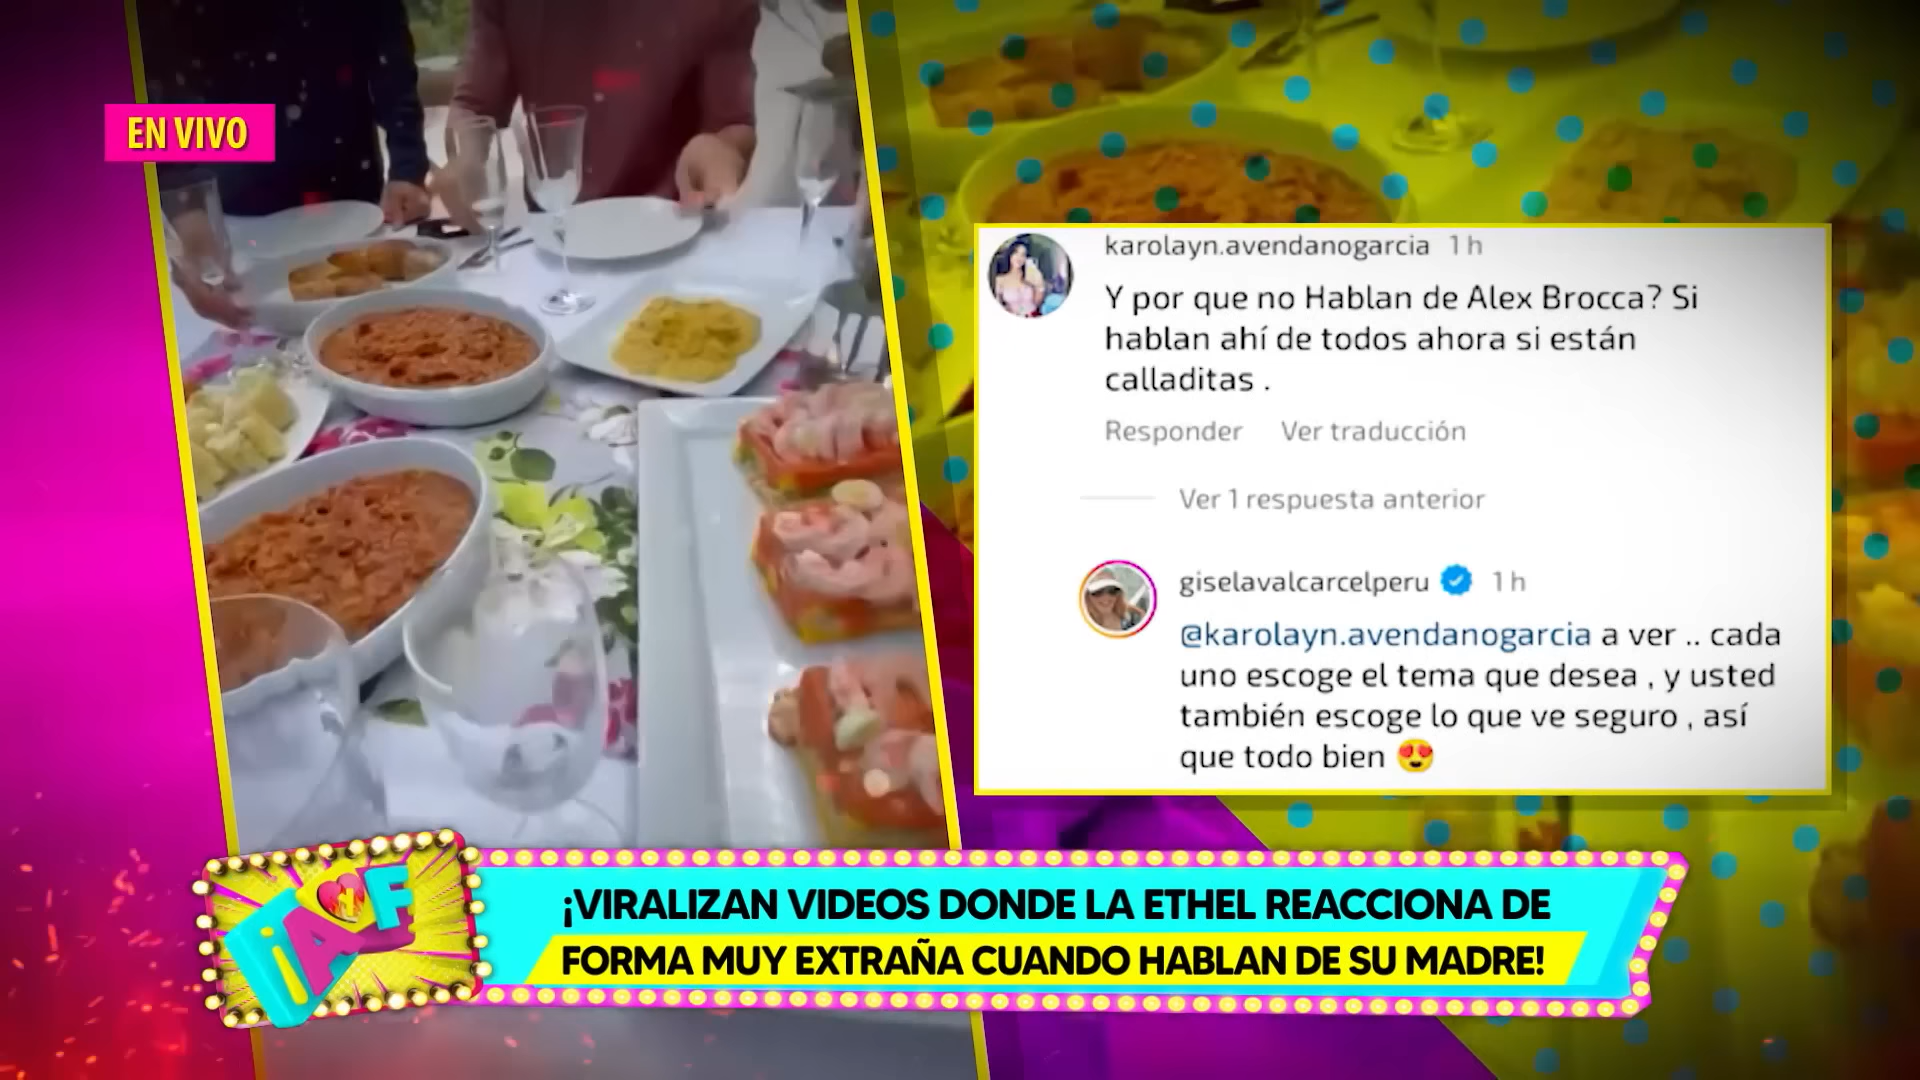 EN VIVO
karolayn.avendanogarcia 1 h
Y por que no Hablan de Alex Brocca? Si
hablan ahí de todos ahora si están
calladitas .
Responder Ver traducción
Ver 1 respuesta anterior
giselavalcarcelperu 1 h
@karolayn.avendanogarcia a ver .. cada
uno escoge el tema que desea , y usted
también escoge lo que ve seguro , así
que todo bien 😍
¡AF
¡VIRALIZAN VIDEOS DONDE LA ETHEL REACCIONA DE
FORMA MUY EXTRAÑA CUANDO HABLAN DE SU MADRE!